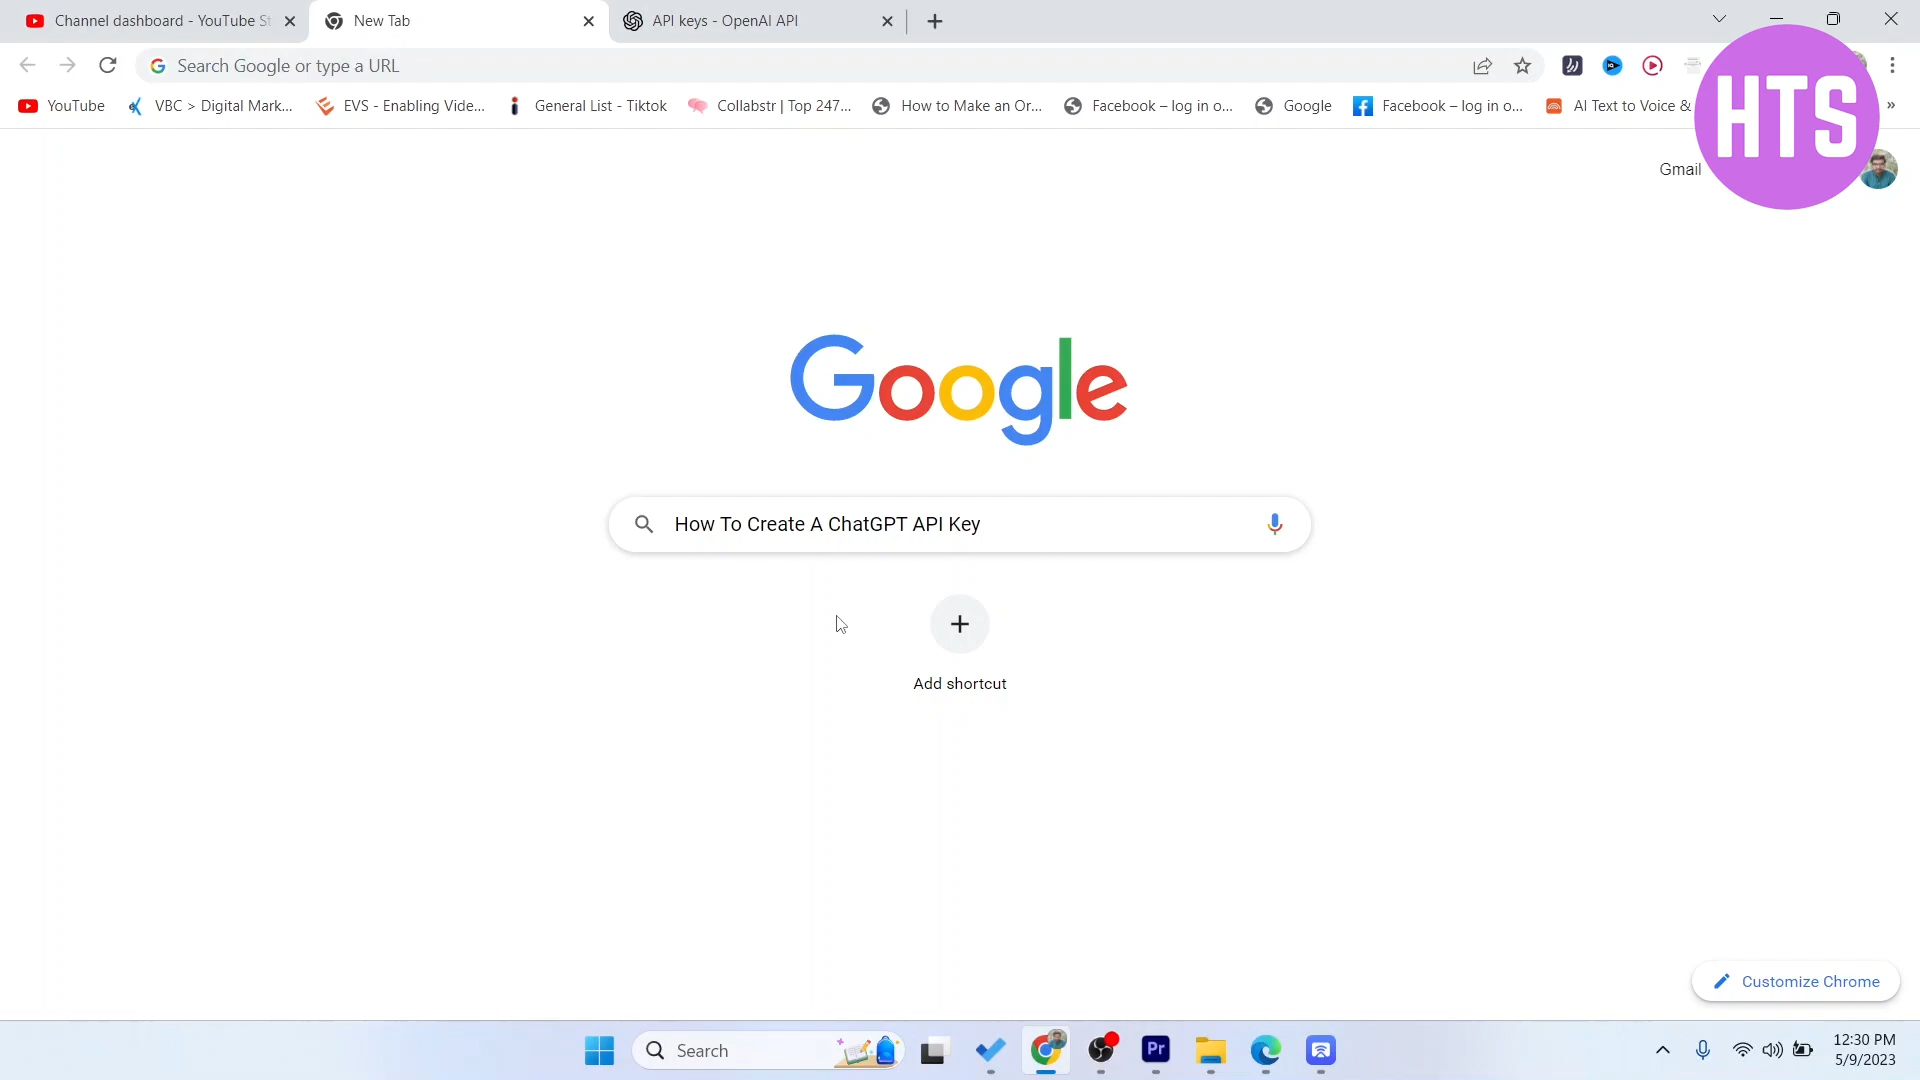 Channel dashboard - YouTube St
New Tab
API keys - OpenAI API
Search Google or type a URL
YouTube
VBC > Digital Mark...
EVS - Enabling Vide...
General List - Tiktok
Collabstr | Top 247...
How to Make an Or...
Facebook – log in o...
Google
Facebook – log in o...
AI Text to Voice &
»
HTS
Gmail
Google
How To Create A ChatGPT API Key
Add shortcut
Customize Chrome
Search
Pr
12:30 PM
5/9/2023